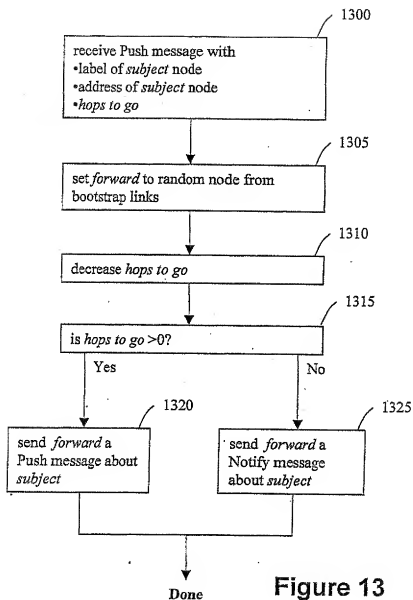 1300
receive Push message with
•label of subject node
•address of subject node
•hops to go
1305
set forward to random node from
bootstrap links
1310
decrease hops to go
1315
is hops to go >0?
Yes
No
1320
send forward a
Push message about
subject
1325
send forward a
Notify message
about subject
Done
Figure 13